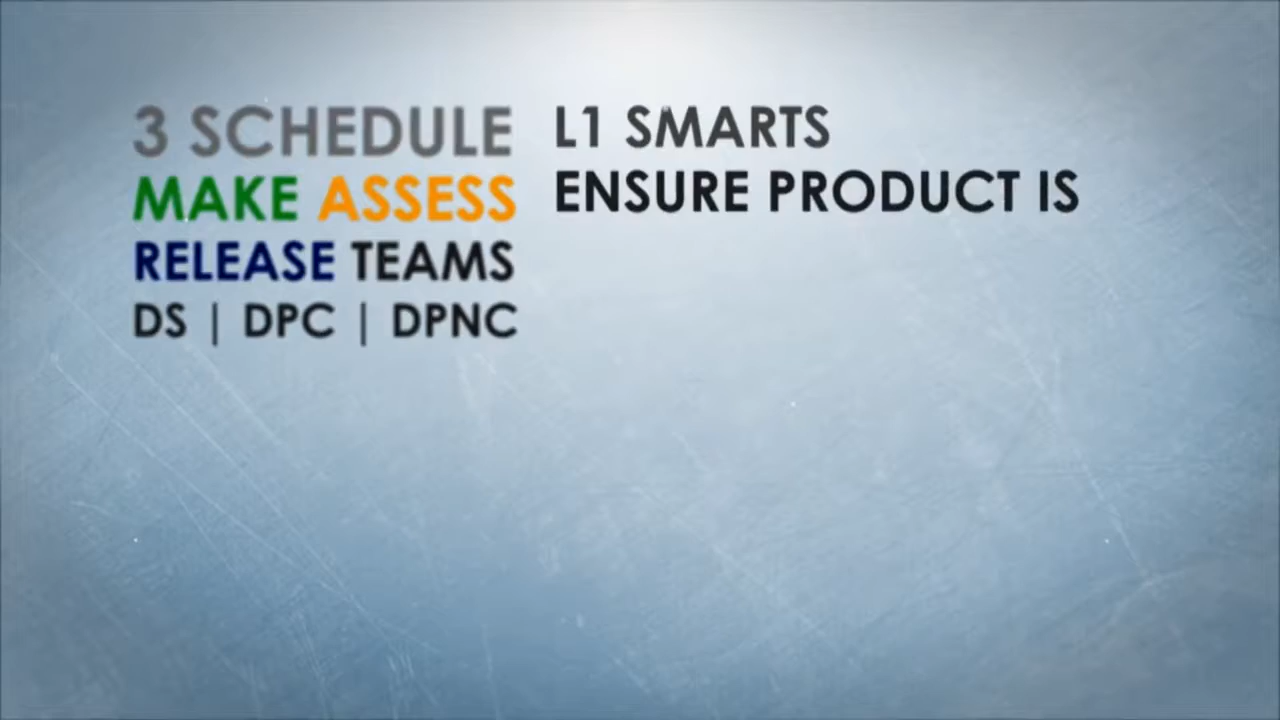 3 SCHEDULE
MAKE ASSESS
RELEASE TEAMS
DS | DPC | DPNC
L1 SMARTS
ENSURE PRODUCT IS